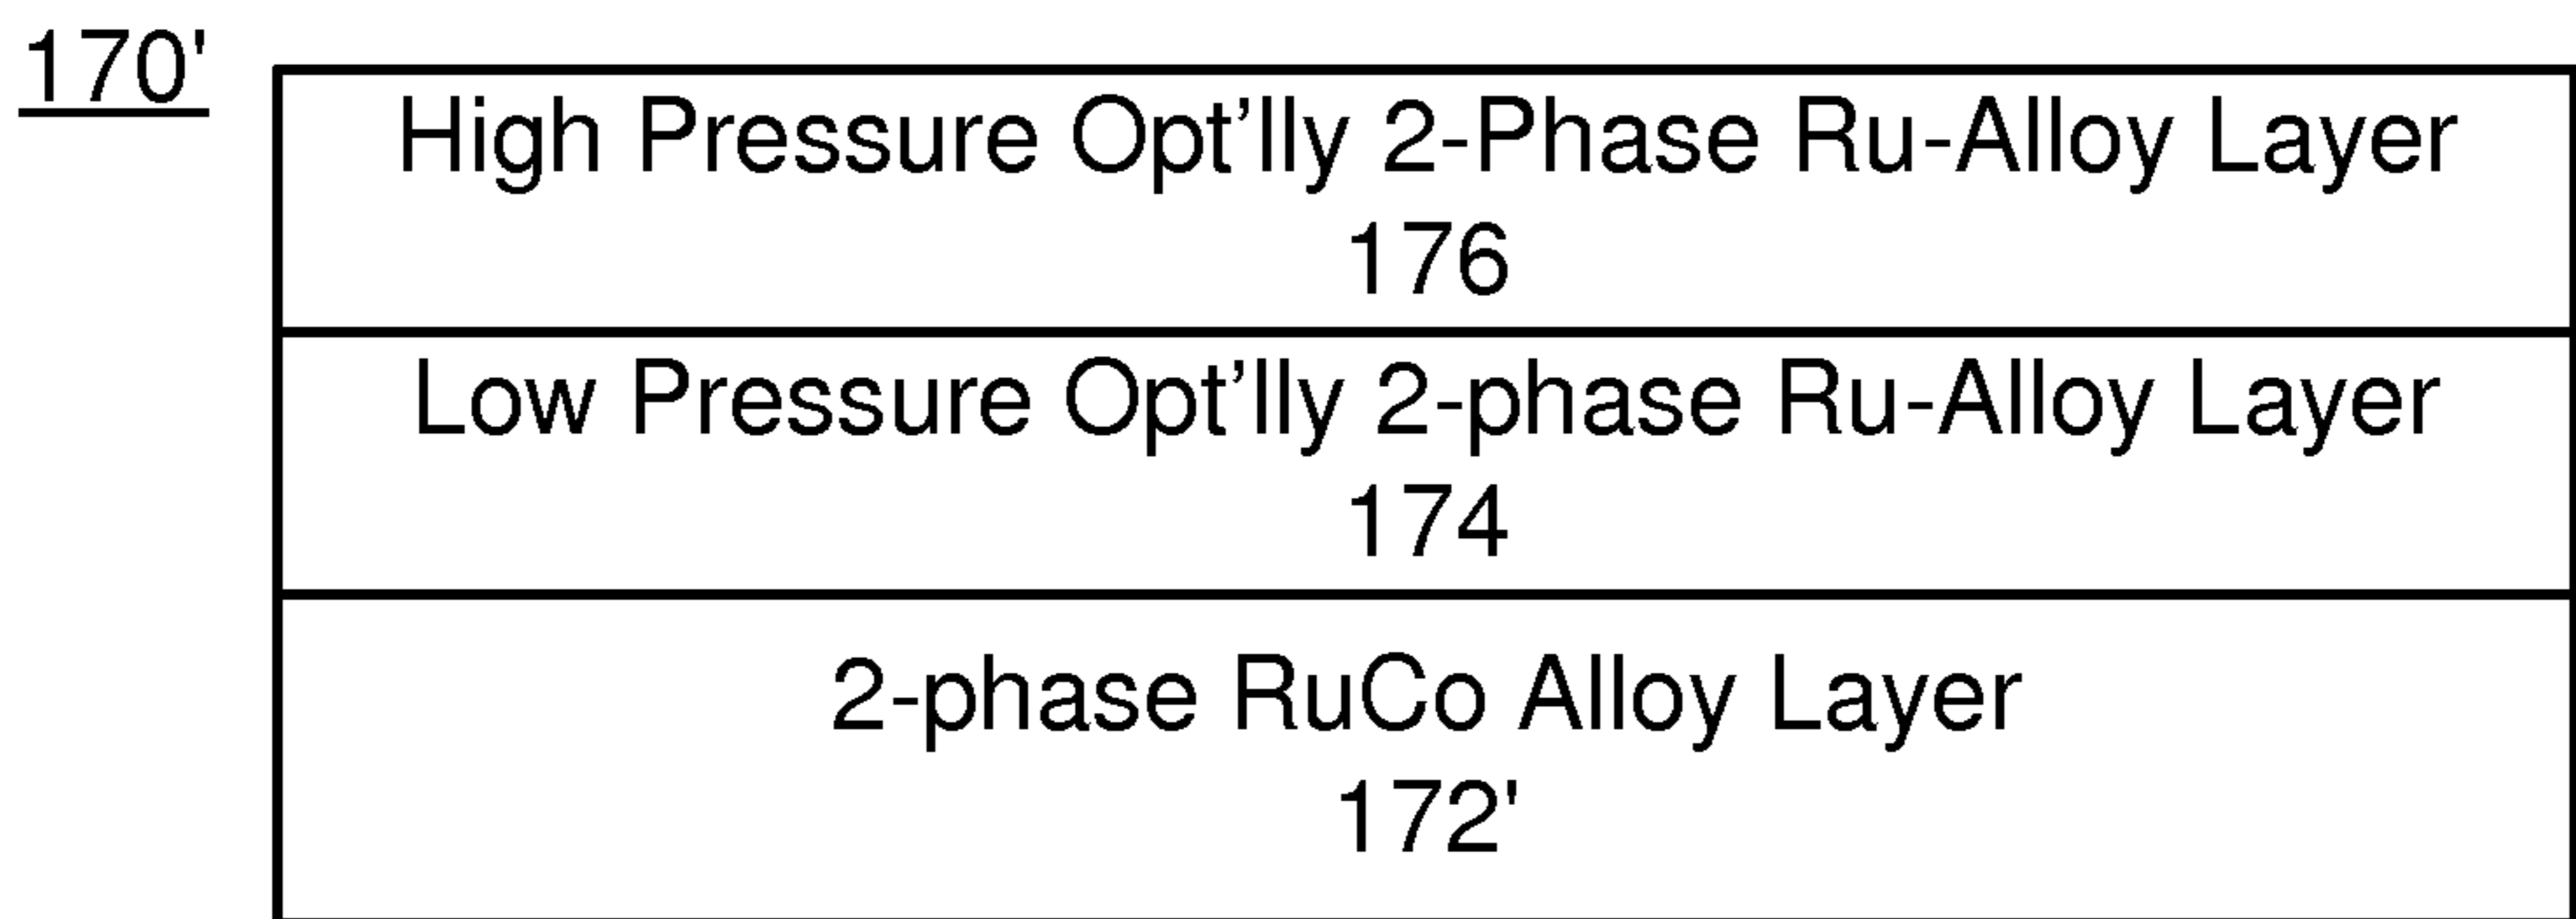 170'
High Pressure Opt’lly 2-Phase Ru-Alloy Layer
176
Low Pressure Opt’lly 2-phase Ru-Alloy Layer
174
2-phase RuCo Alloy Layer
172'